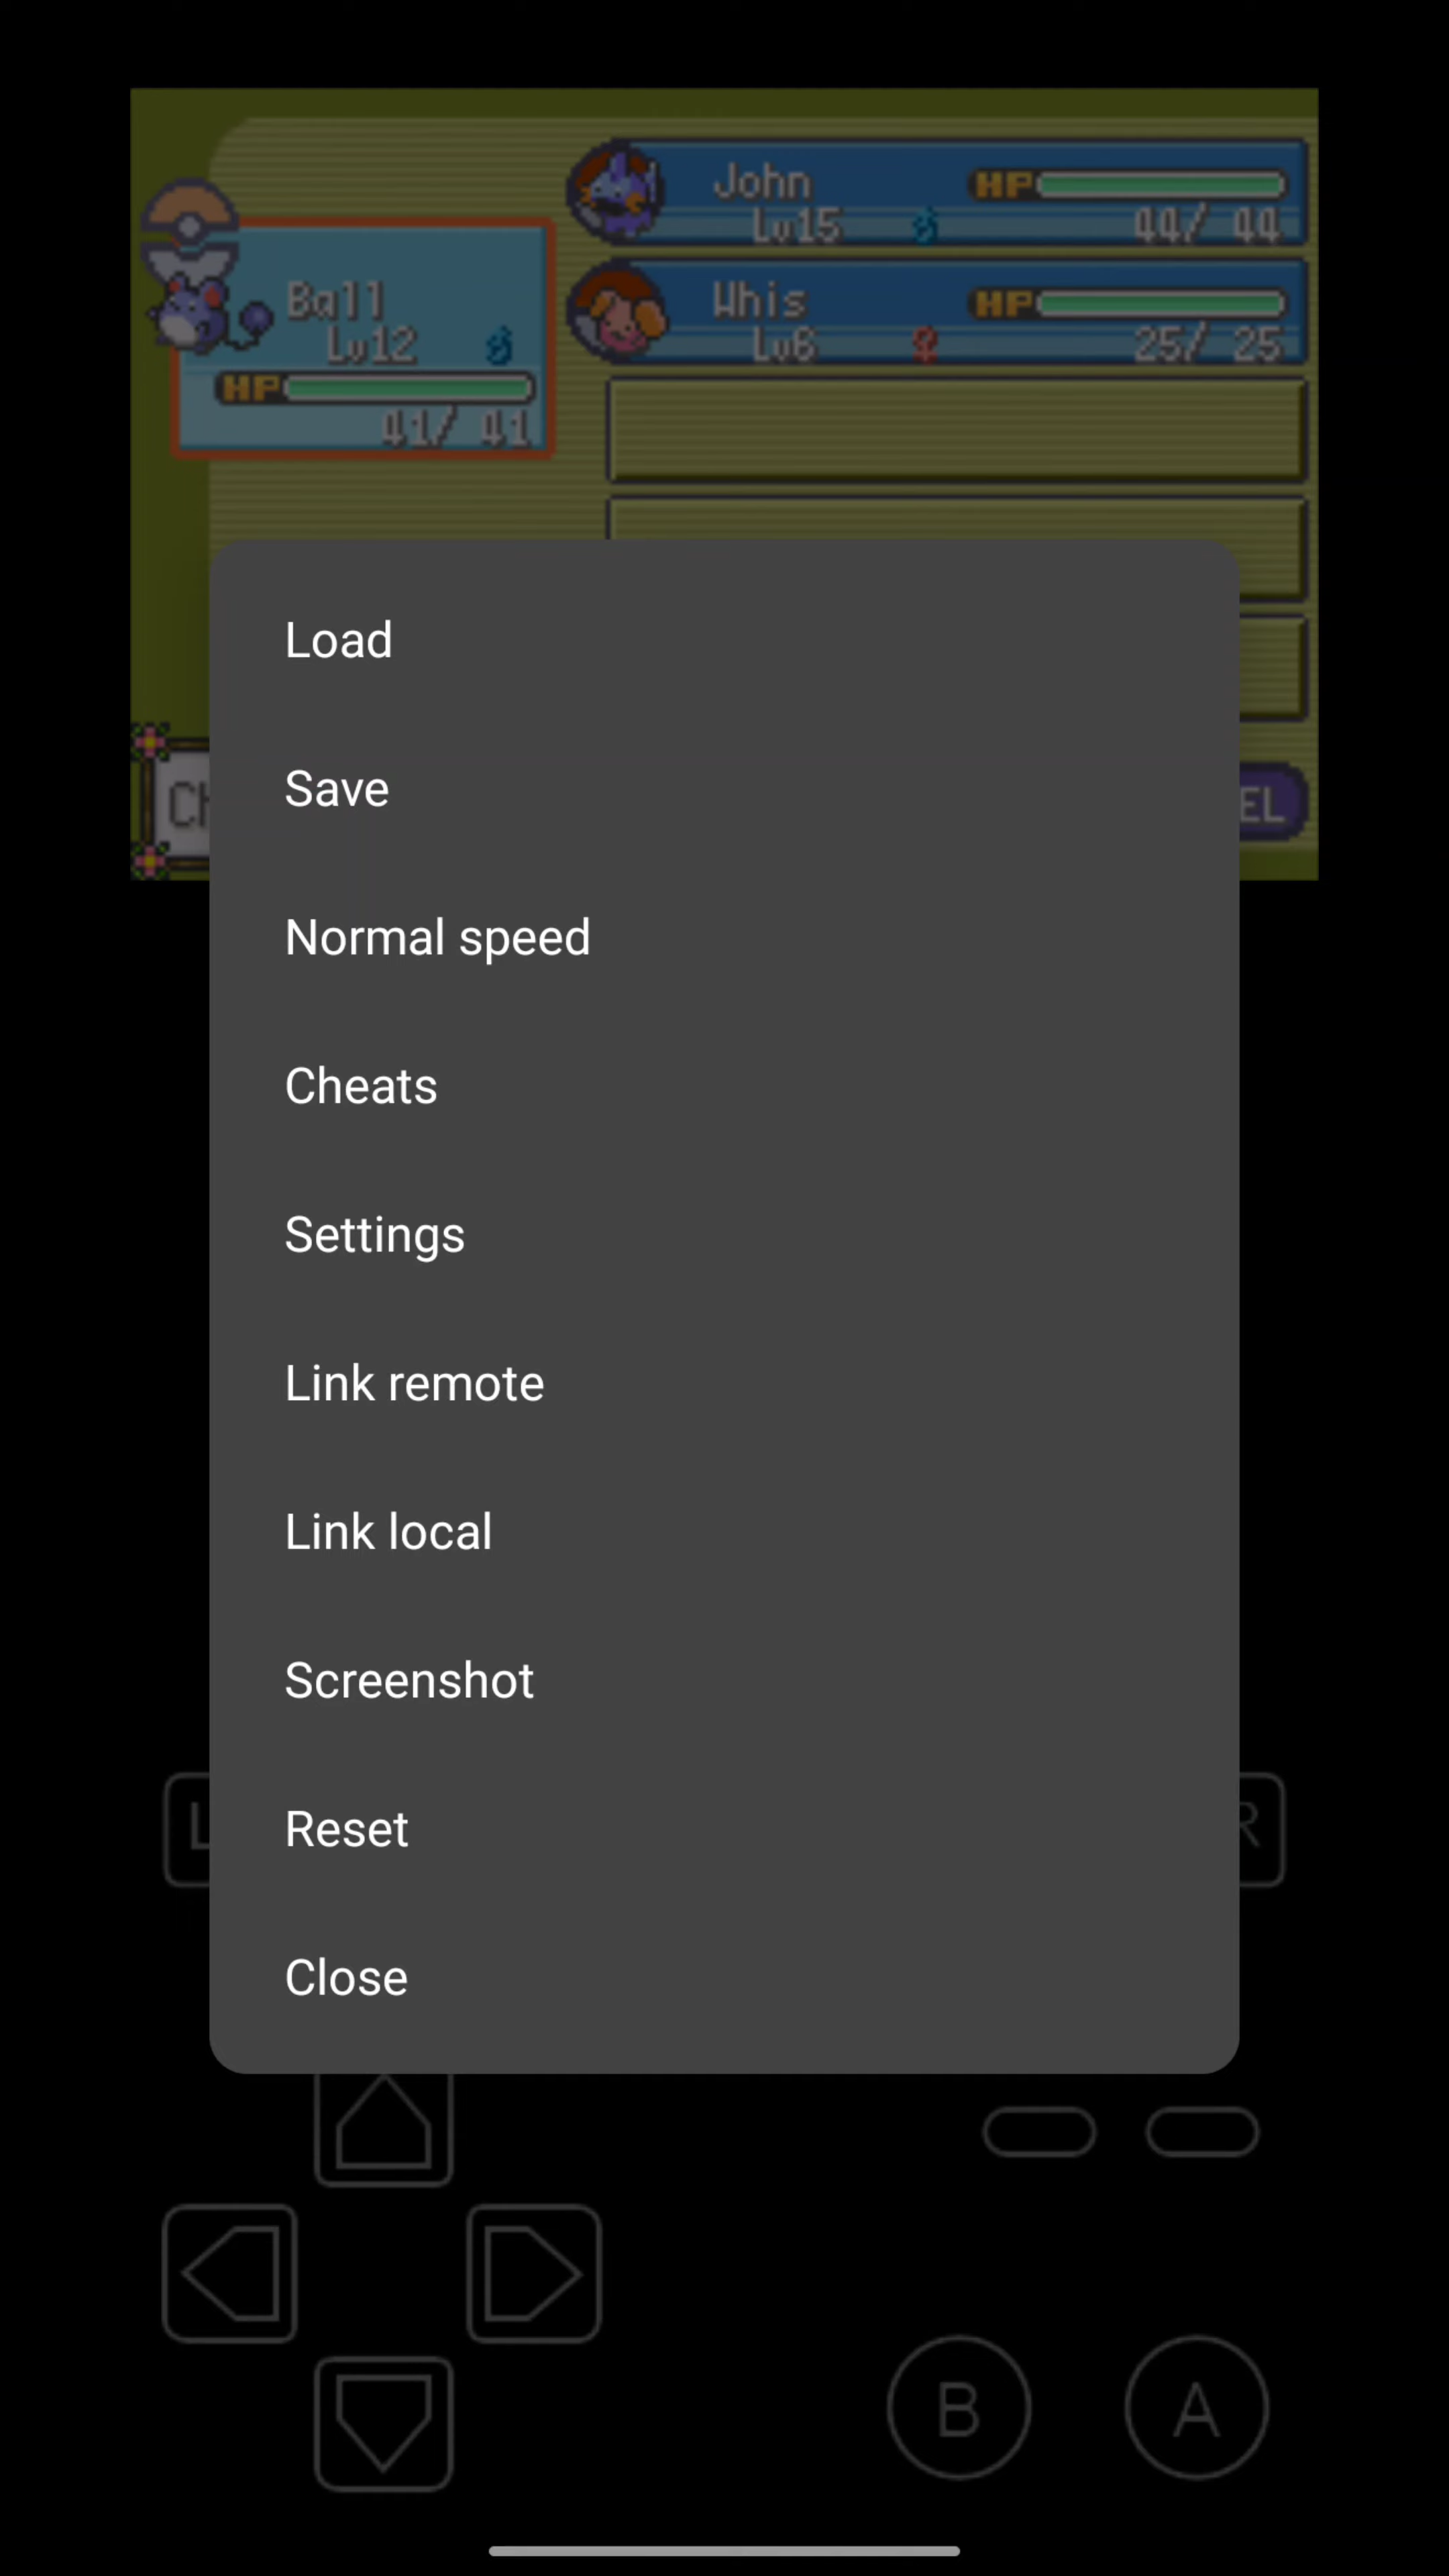 John
HP
Lv15 ♂
44/ 44
Ball
Lv12 ♂
HP
41/ 41
Whis
HP
Lv6 ♀
25/ 25
Load
Save
Normal speed
Cheats
Settings
Link remote
Link local
Screenshot
Reset
Close
L
R
B
A